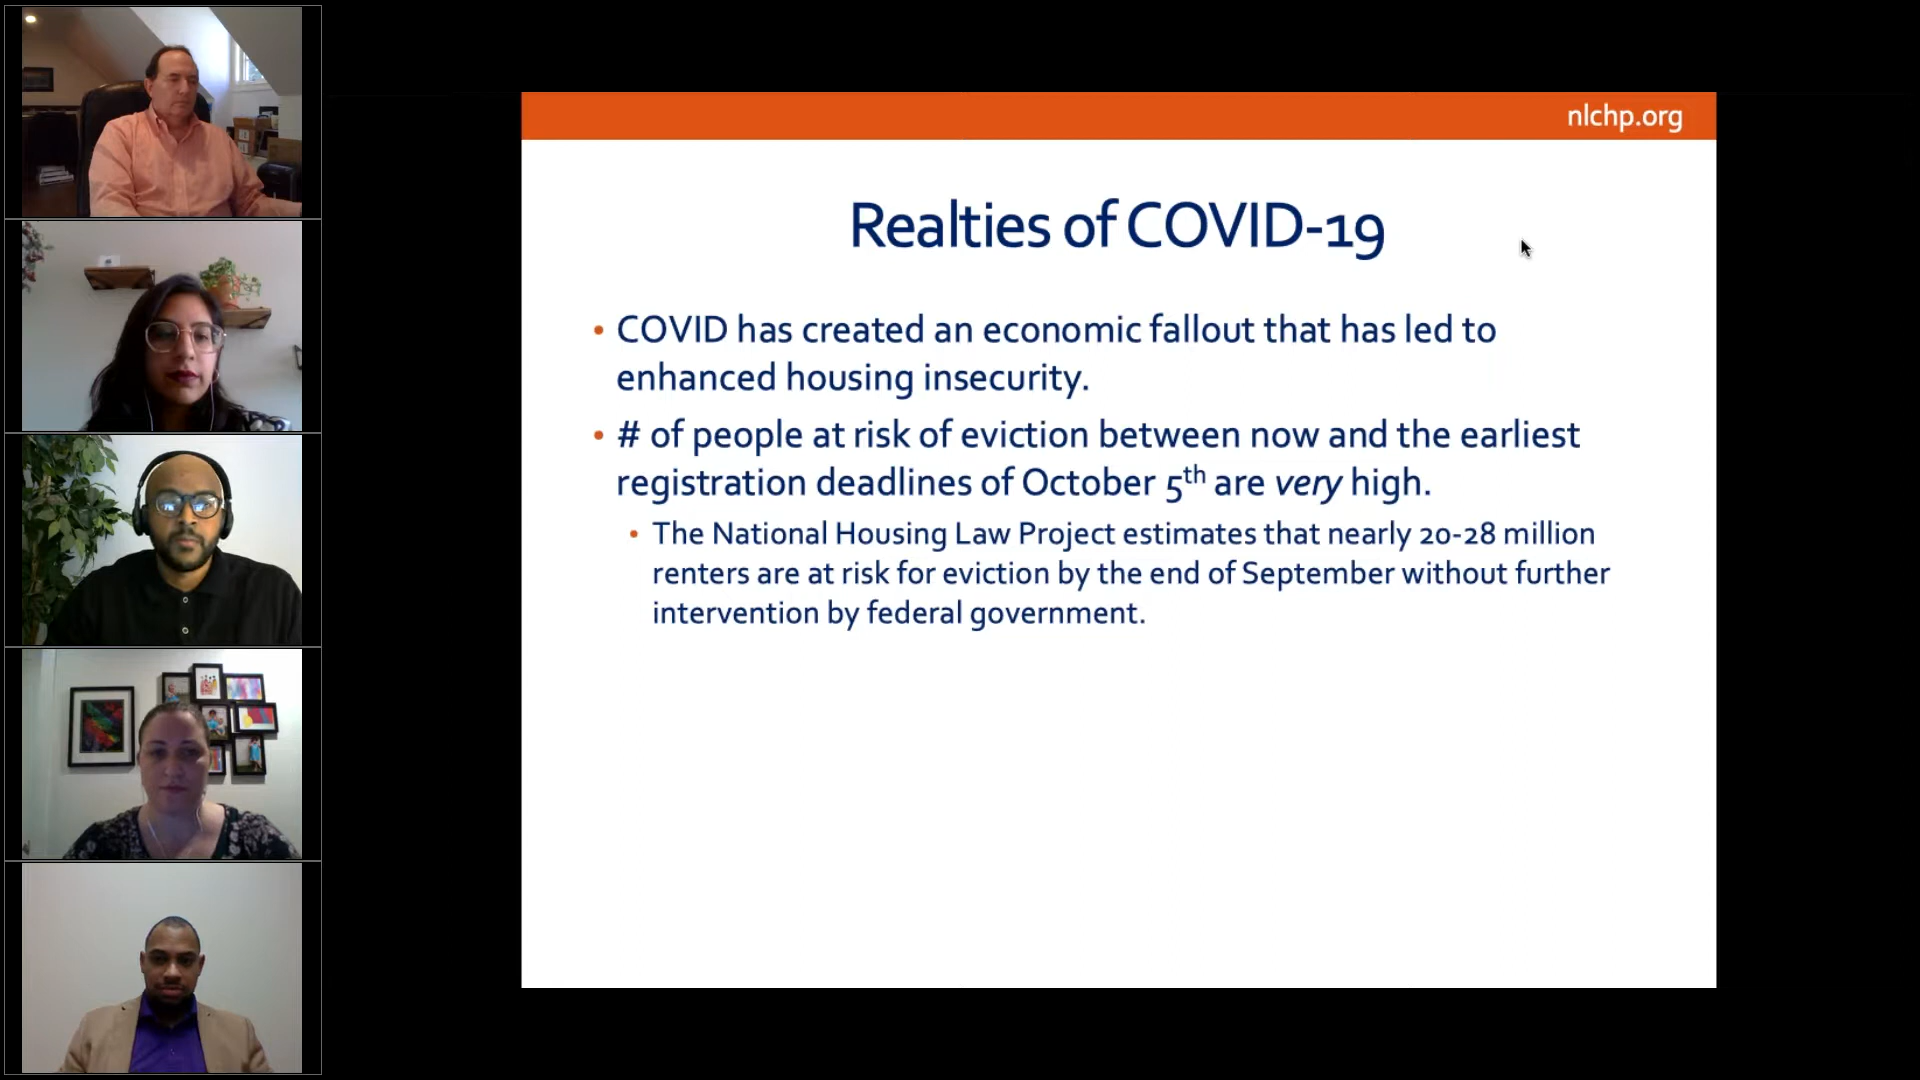 nlchp.org
Realties of COVID-19
• COVID has created an economic fallout that has led to
enhanced housing insecurity.
• # of people at risk of eviction between now and the earliest
registration deadlines of October 5th are very high.
• The National Housing Law Project estimates that nearly 20-28 million
renters are at risk for eviction by the end of September without further
intervention by federal government.